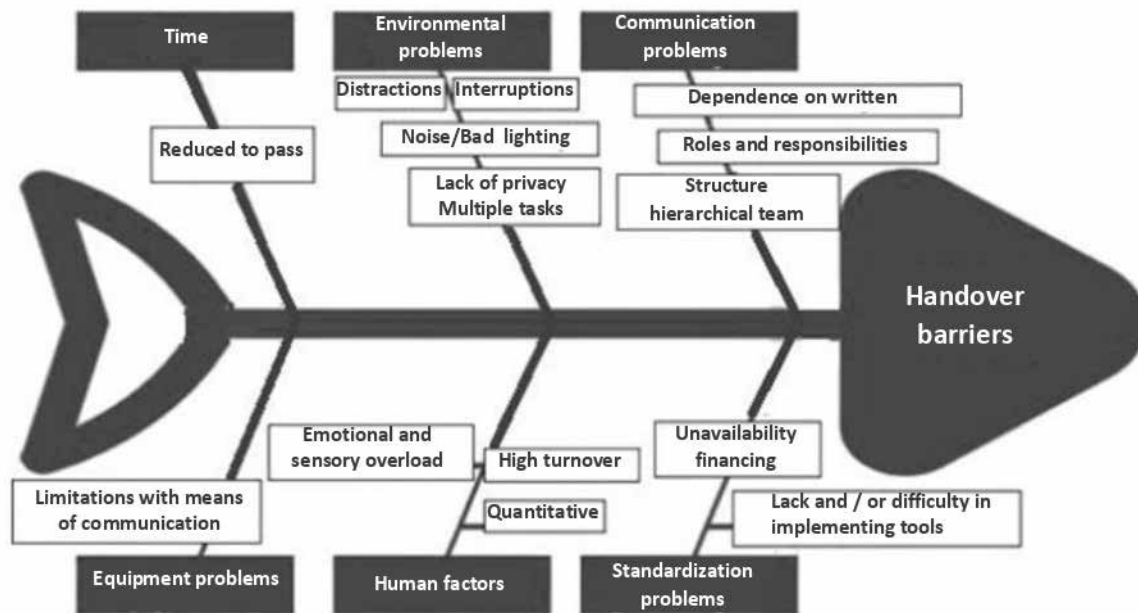 Time
Environmental
problems
Communication
problems
Distractions
Interruptions
Dependence on written
Noise/Bad lighting
Reduced to pass
Roles and responsibilities
Lack of privacy
Multiple tasks
Structure
hierarchical team
Handover
barriers
Emotional and
sensory overload
High turnover
Unavailability
financing
Limitations with means
of communication
Quantitative
Lack and / or difficulty in
implementing tools
Equipment problems
Human factors
Standardization
problems